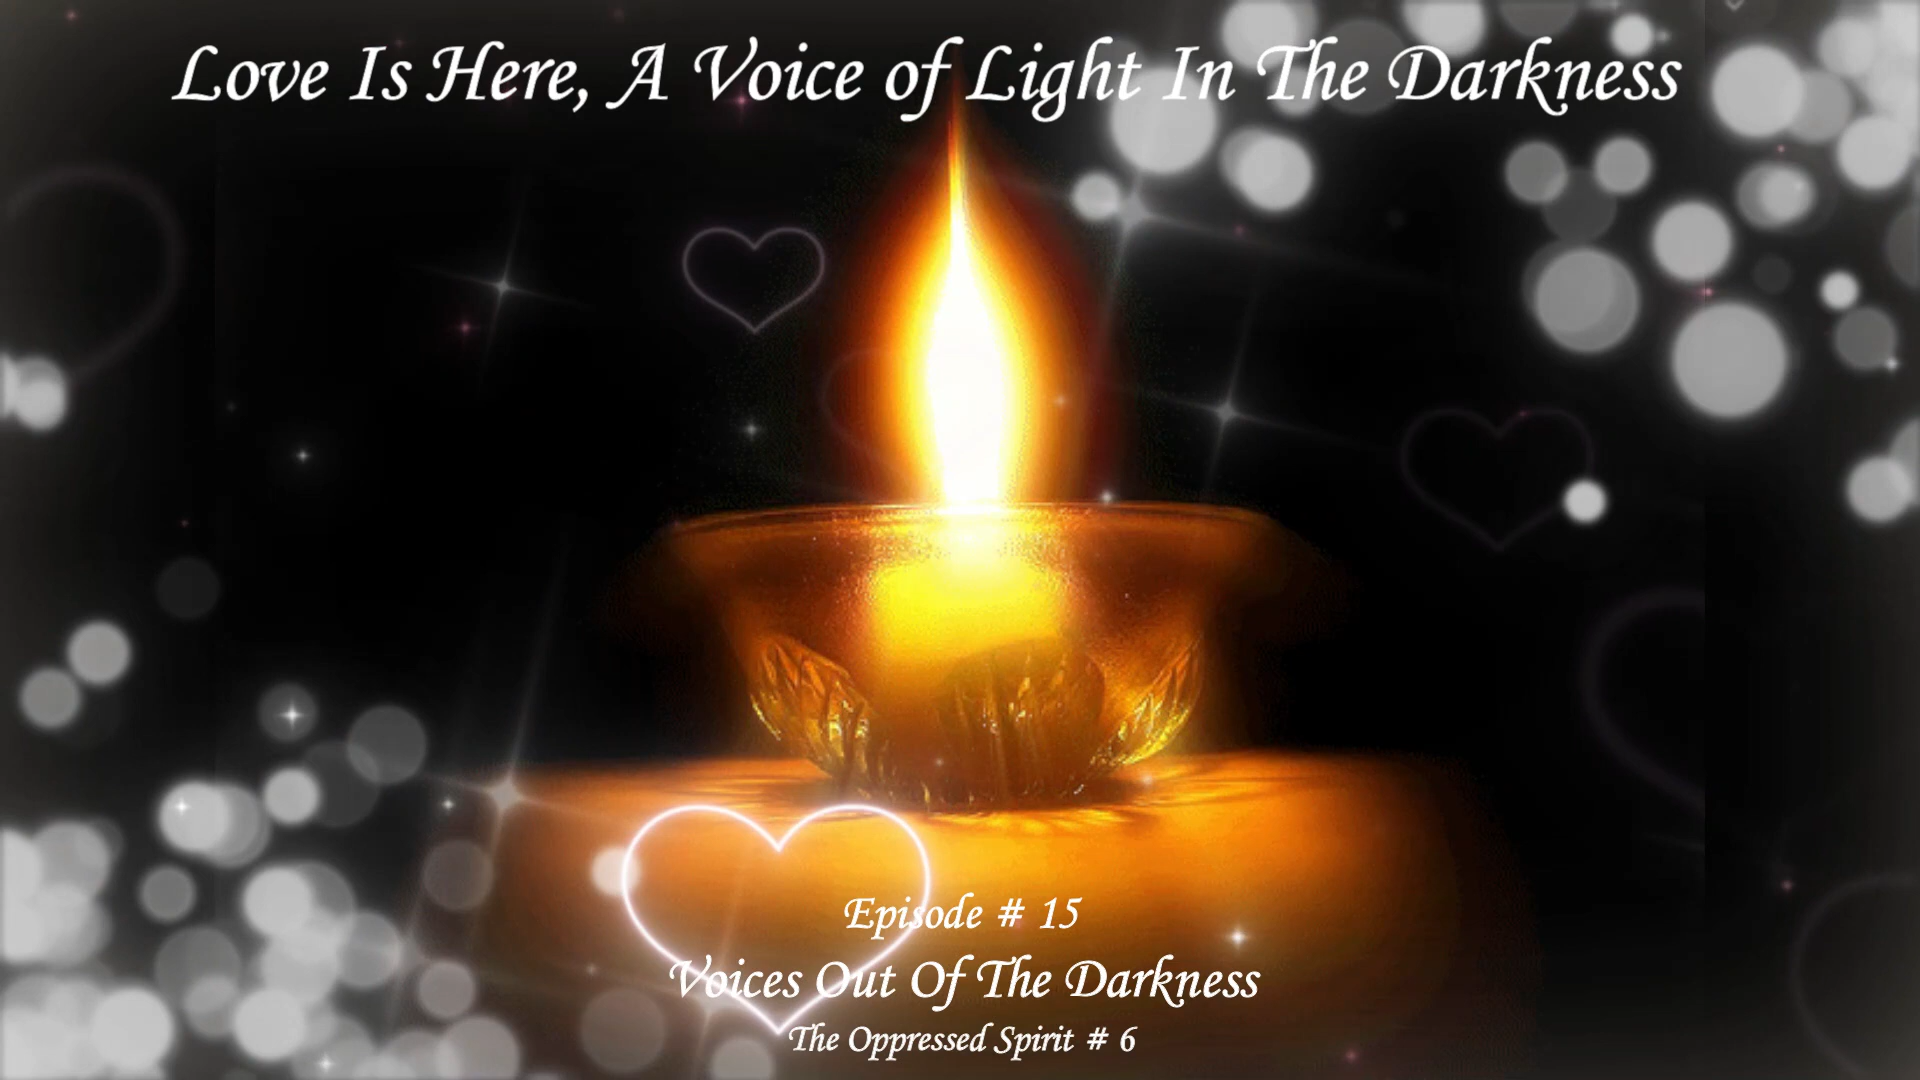 Love Is Here, A Voice of Light In The Darkness
Episode # 15
Voices Out Of The Darkness
The Oppressed Spirit # 6